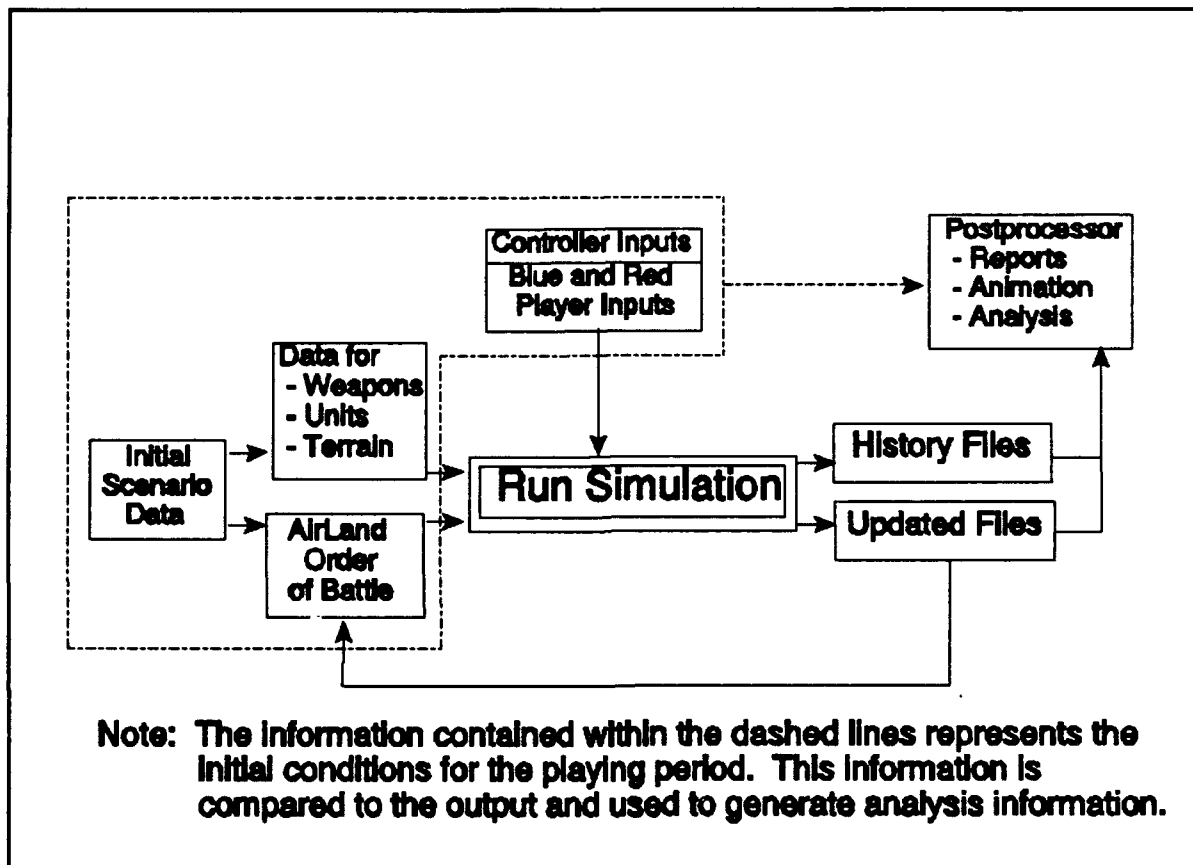 Controller Inputs
Blue and Red
Player Inputs
Postprocessor
- Reports
- Animation
- Analysis
Data for
- Weapons
- Units
- Terrain
Initial
Scenario
Data
AirLand
Order
of Battle
Run Simulation
History Files
Updated Files
Note: The information contained within the dashed lines represents the
initial conditions for the playing period. This information is
compared to the output and used to generate analysis information.